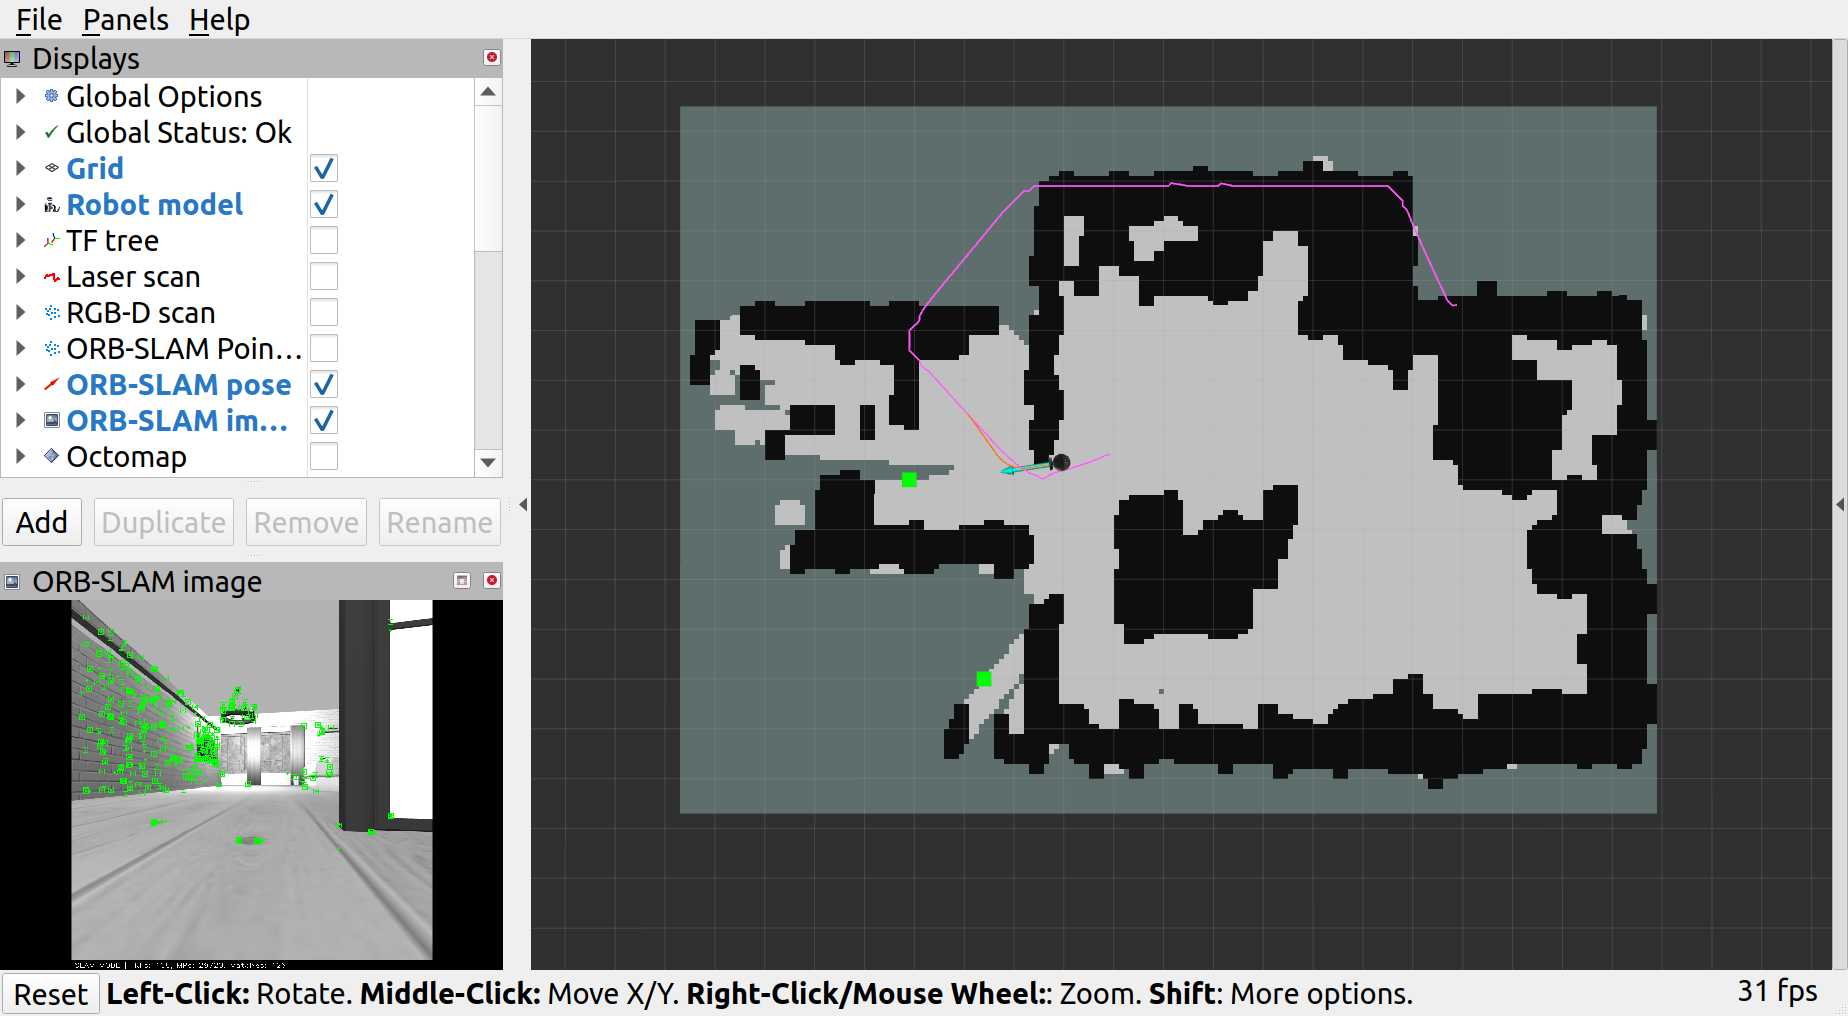 File Panels Help
Displays
Global Options
Global Status: Ok
Grid
Robot model
TF tree
Laser scan
RGB-D scan
ORB-SLAM Poin...
ORB-SLAM pose
ORB-SLAM im...
Octomap
Add Duplicate Remove Rename
ORB-SLAM image
SLAM MODE |
Reset Left-Click: Rotate. Middle-Click: Move X/Y. Right-Click/Mouse Wheel:: Zoom. Shift: More options. 31 fps